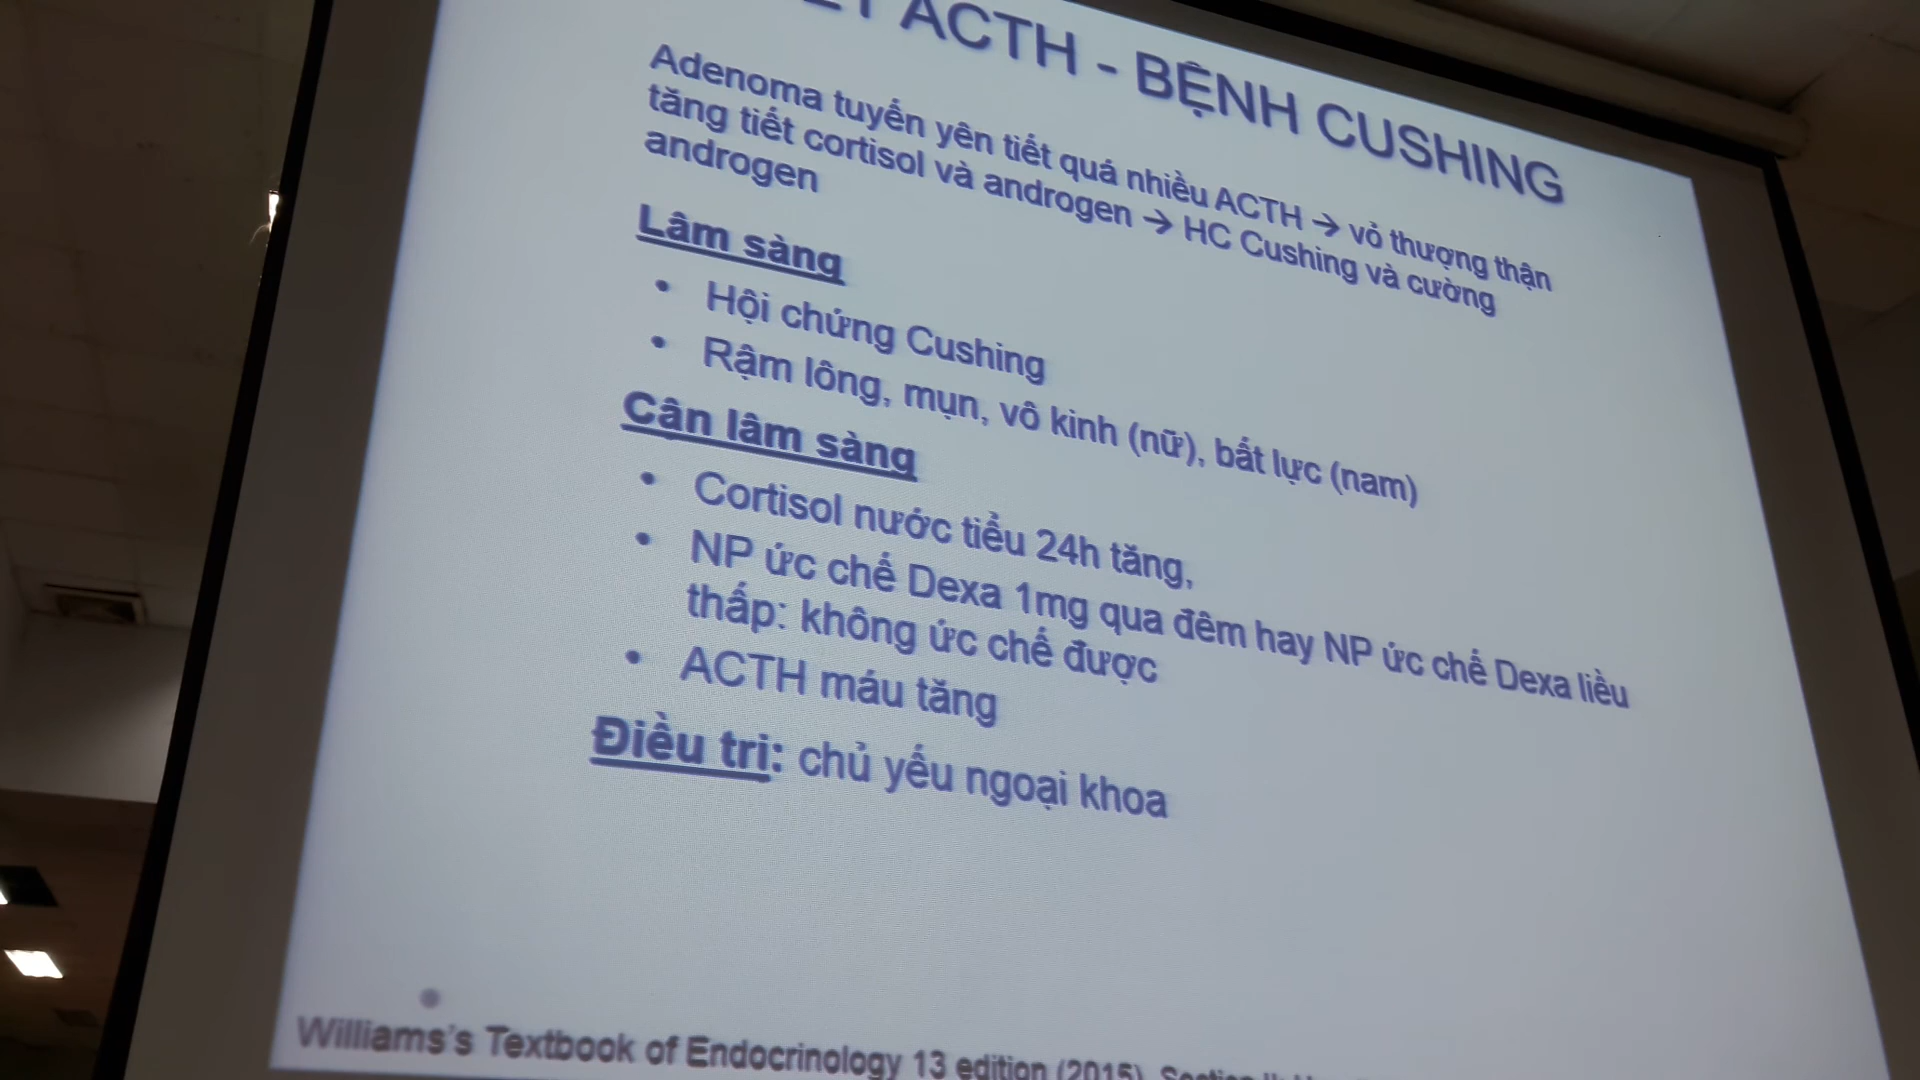 ACTH - BỆNH CUSHING
Adenoma tuyến yên tiết quá nhiều ACTH → vỏ thượng thận
tăng tiết cortisol và androgen → HC Cushing và cường
androgen
Lâm sàng
• Hội chứng Cushing
• Rậm lông, mụn, vô kinh (nữ), bất lực (nam)
Cận lâm sàng
• Cortisol nước tiểu 24h tăng,
• NP ức chế Dexa 1mg qua đêm hay NP ức chế Dexa liều
thấp: không ức chế được
• ACTH máu tăng
Điều trị: chủ yếu ngoại khoa
Williams's Textbook of Endocrinology 13 edition (2015), Section